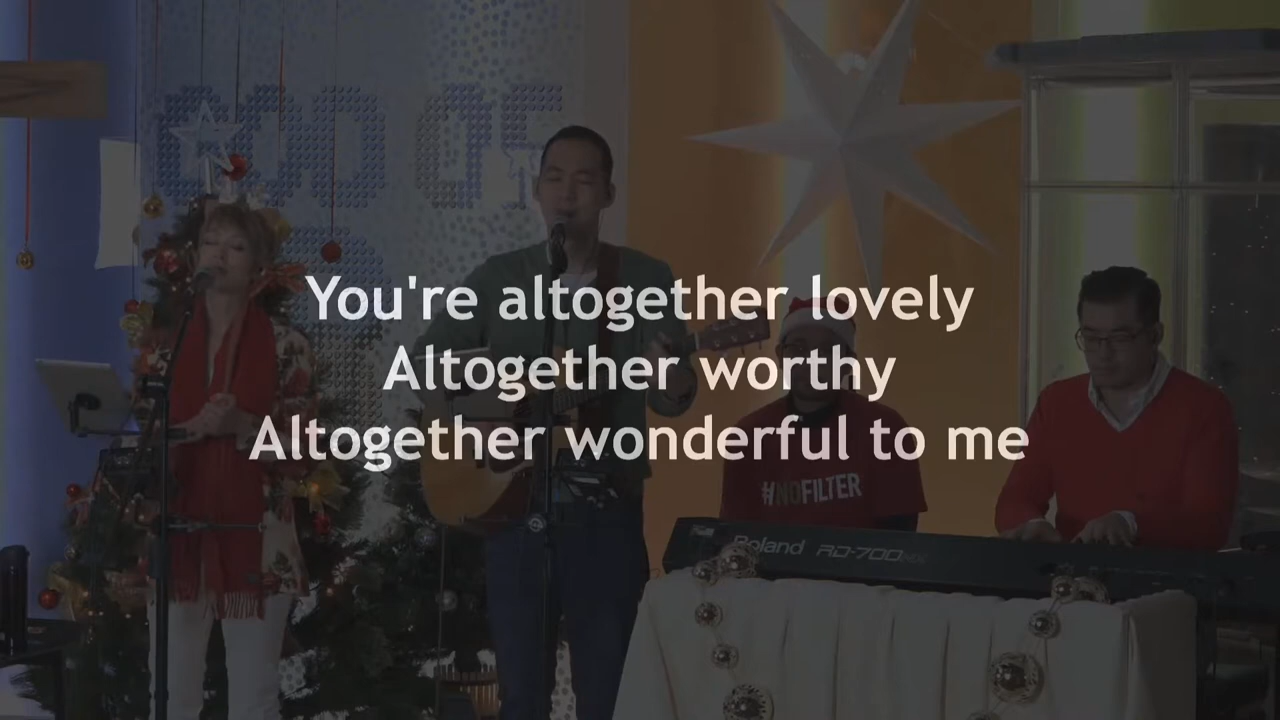 You're altogether lovely
Altogether worthy
Altogether wonderful to me
#NOFILTER
Roland RD-700